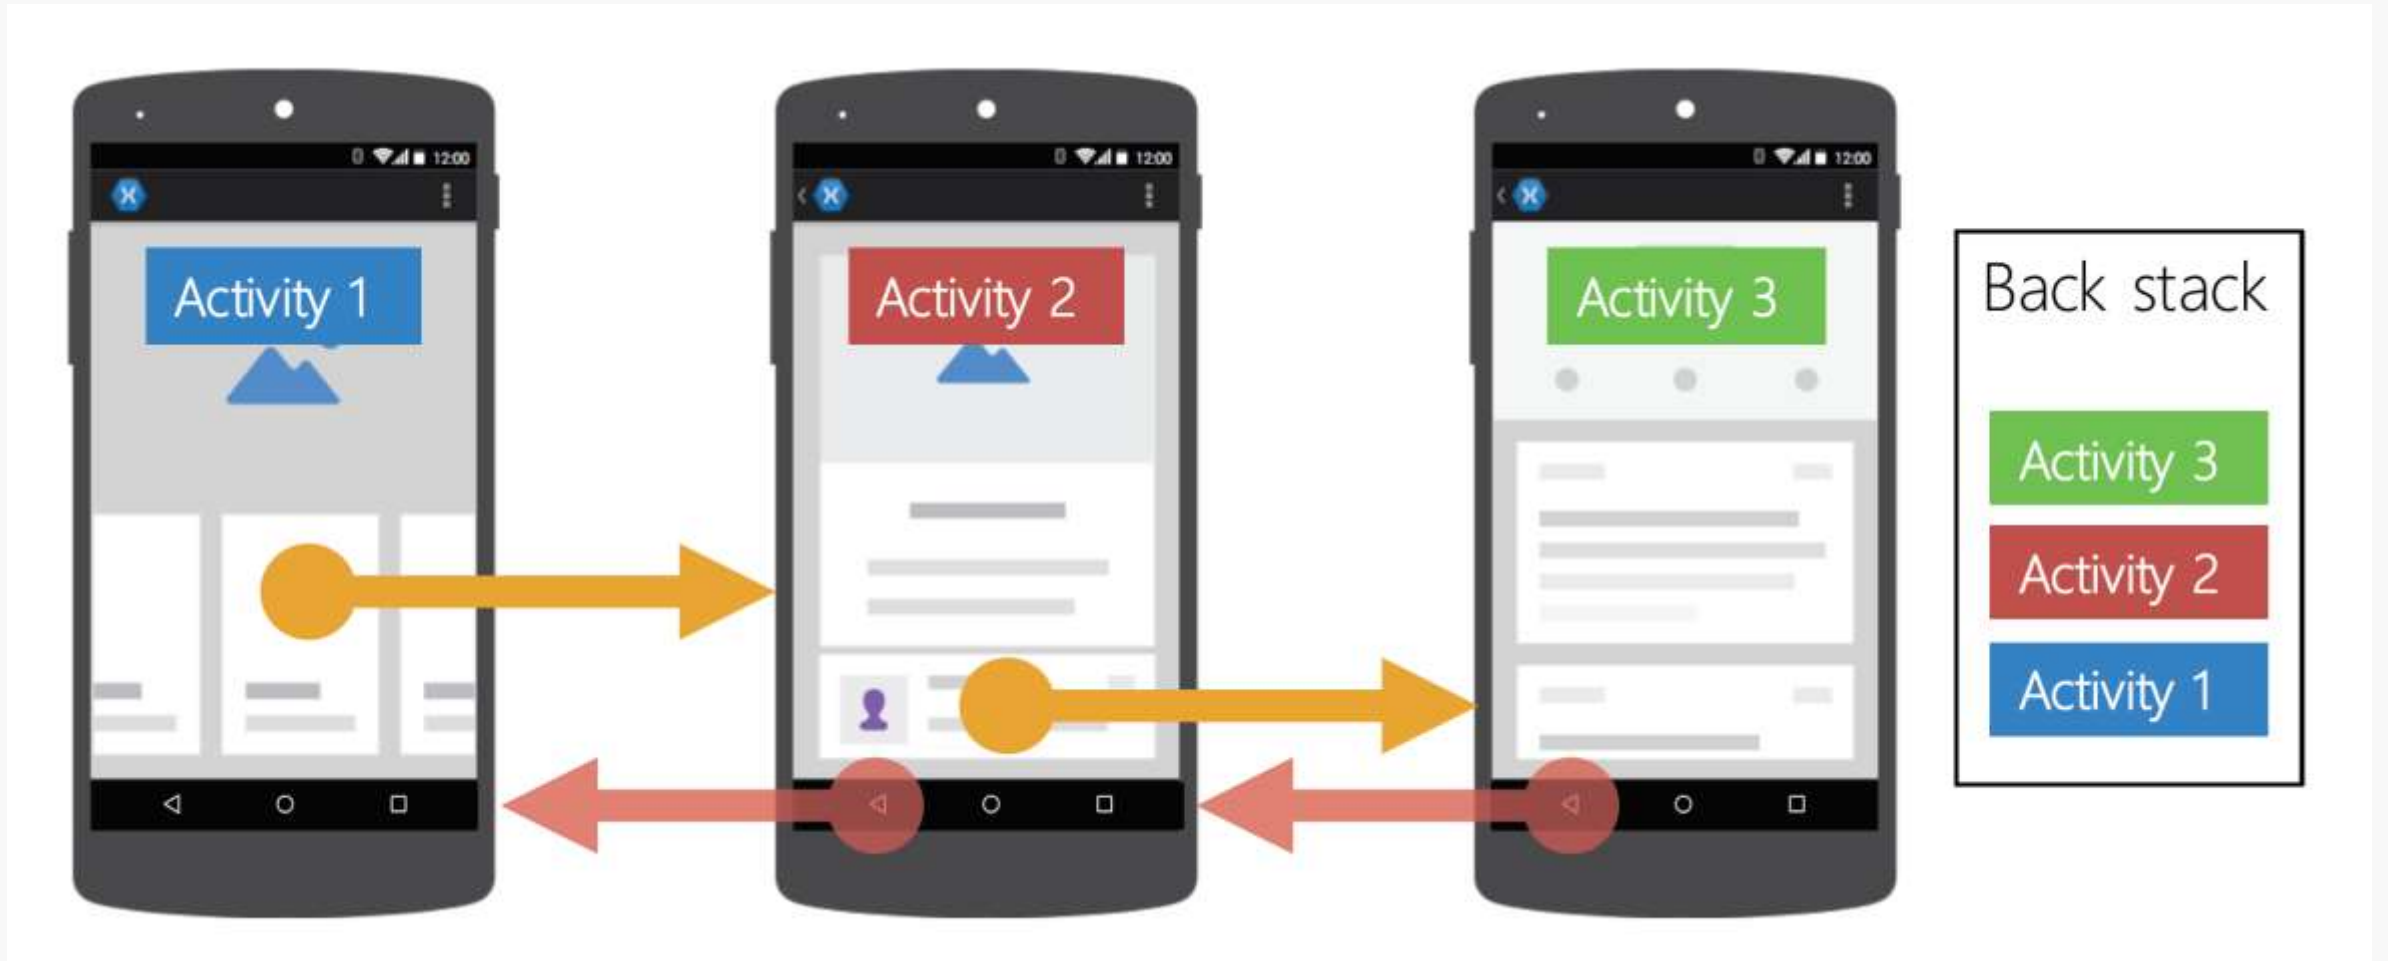 12:00
X
Activity 1
12:00
X
Activity 2
12:00
X
Activity 3
Back stack
Activity 3
Activity 2
Activity 1